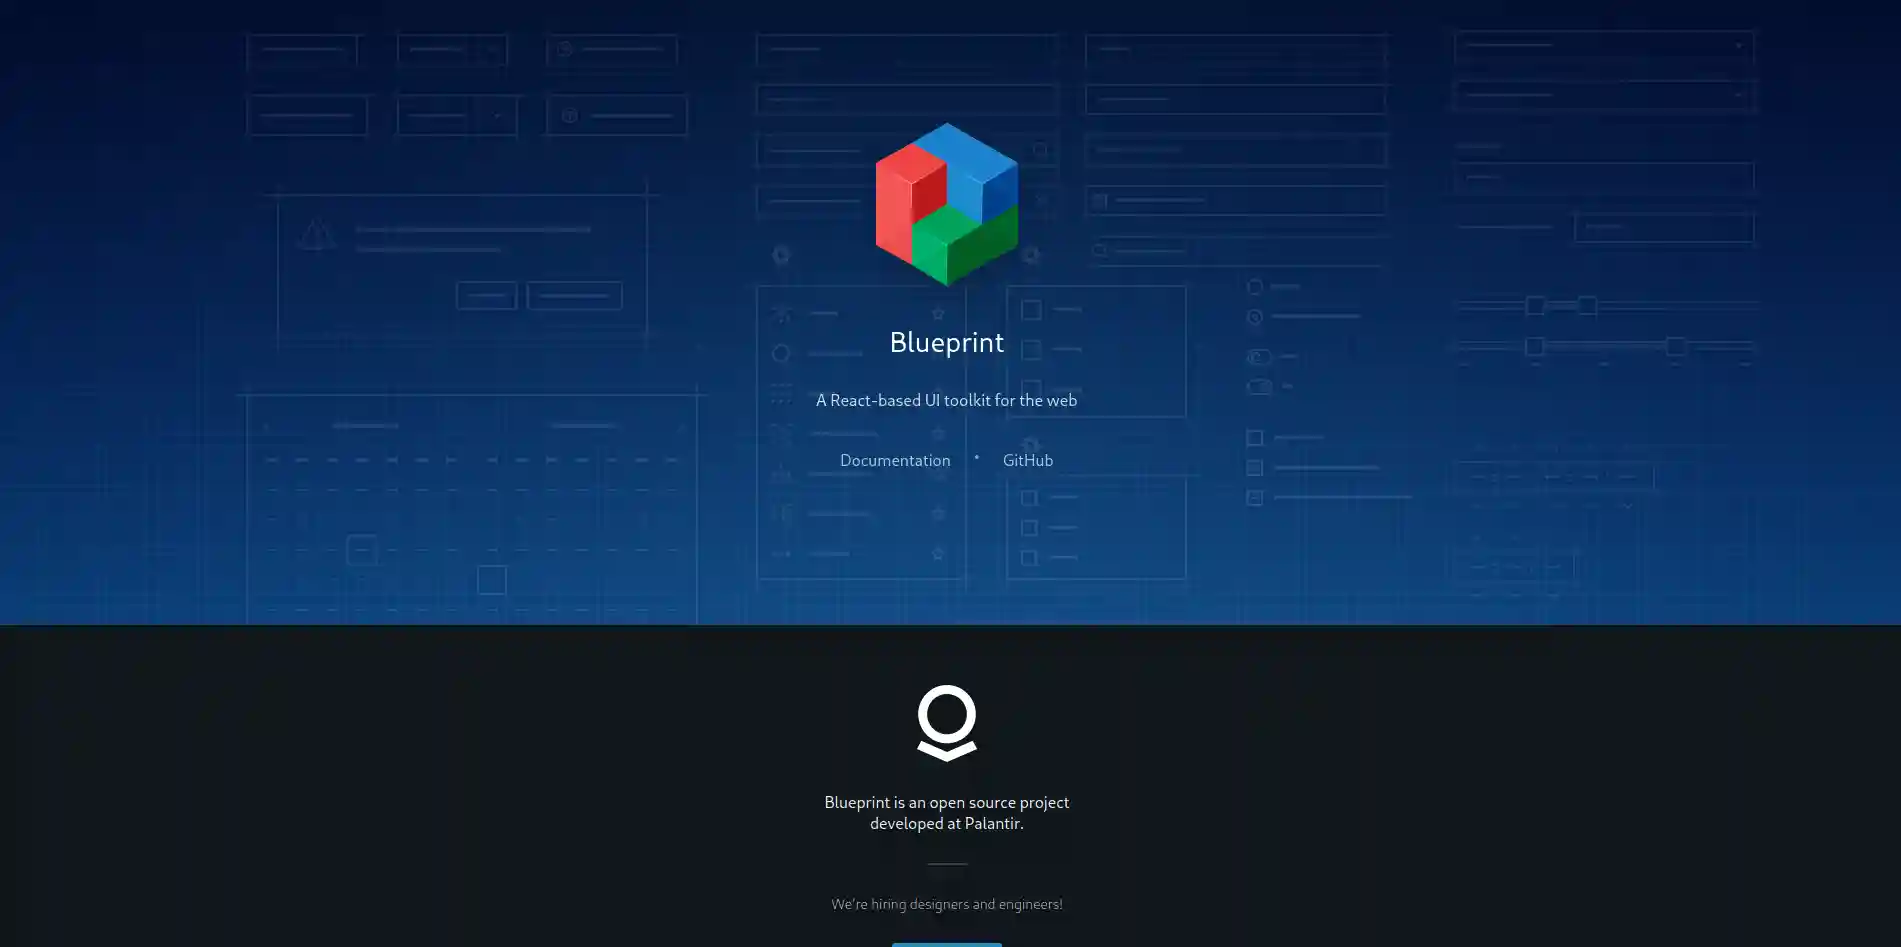 Blueprint
A React-based UI toolkit for the web
Documentation • GitHub
Blueprint is an open source project
developed at Palantir.
We're hiring designers and engineers!